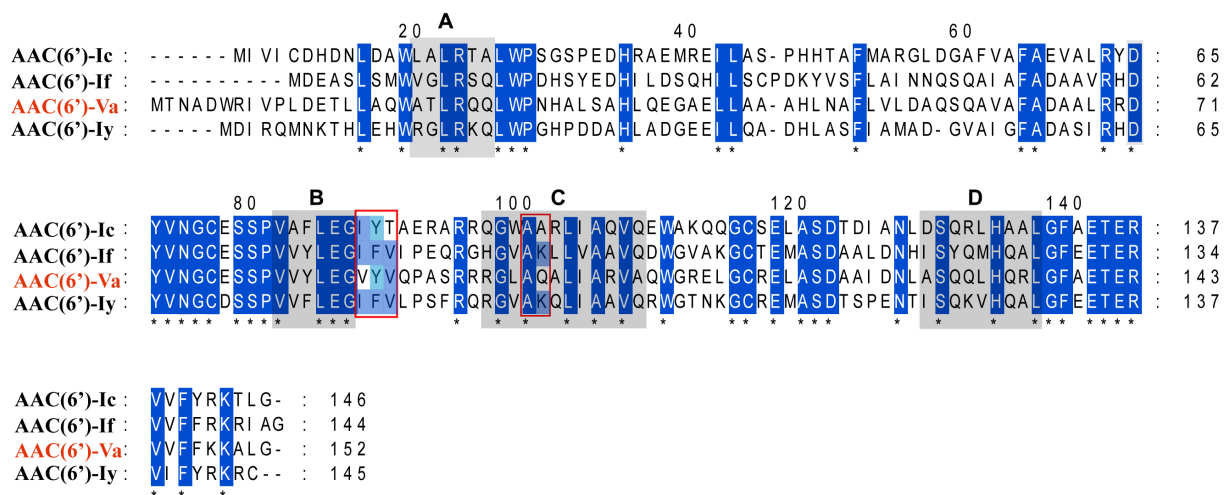 20 A 40 60
AAC(6')-Ic : ------MIVICDHDNLDAWLALRTALWPSGSPEDHRAEMREILAS-PHHTAFMARGLDGAFVAFAEVALRYD : 65
AAC(6')-If : ----------MDEASLSMWVGLRSQLWPDHSYEDHILDSQHILSCPDKYVSFLAINNQSQAIAFADAAIRHD : 62
AAC(6')-Va : MTNADWRIVPLDETLLAQWATLRQQLWPNHALSAHLQEGAELLAA-AHLNAFLVLDAQSQAVAFADAALRRD : 71
AAC(6')-Iy : -----MDIRQMNKTHLEHWRGLRKQLWPGHPDDAHLADGEEILQA-DHLASFIAMAD-GVAIGFADASIRHD : 65
* * * * * * * * * * * * * * *
80 B 100 C 120 D 140
AAC(6')-Ic : YVNGCESSPVAFLEGIYTAERARRQGWAARLIAQVQEWAKQQGCSELASDTDIANLDSQRLHAALGFAETER : 137
AAC(6')-If : YVNGCESSPVVYLEGIFVIPEQRGHGVAKLLVAAVQDWGVAKGCTEMASDAALDNHISYQMHQALGFEETER : 134
AAC(6')-Va : YVNGCESSPVVYLEGVYVQPASRRRGLAQALIARVAQWGRELGCRELASDAAIDNLASQQLHQRLGFEETER : 143
AAC(6')-Iy : YVNGCDSSPVVFLEGIFVLPSFRQRGVAKQLIAAVQRWGTNKGCREMASDTSPENTISQKVHQALGFEETER : 137
* * * * * * * * * * * * * * * * * * * * * * * * * * * * * * * * * * *
AAC(6')-Ic : VVFYRKTLG- : 146
AAC(6')-If : VVFFRKRIAG : 144
AAC(6')-Va : VVFFKKALG- : 152
AAC(6')-Iy : VIFYRKRC-- : 145
* * *